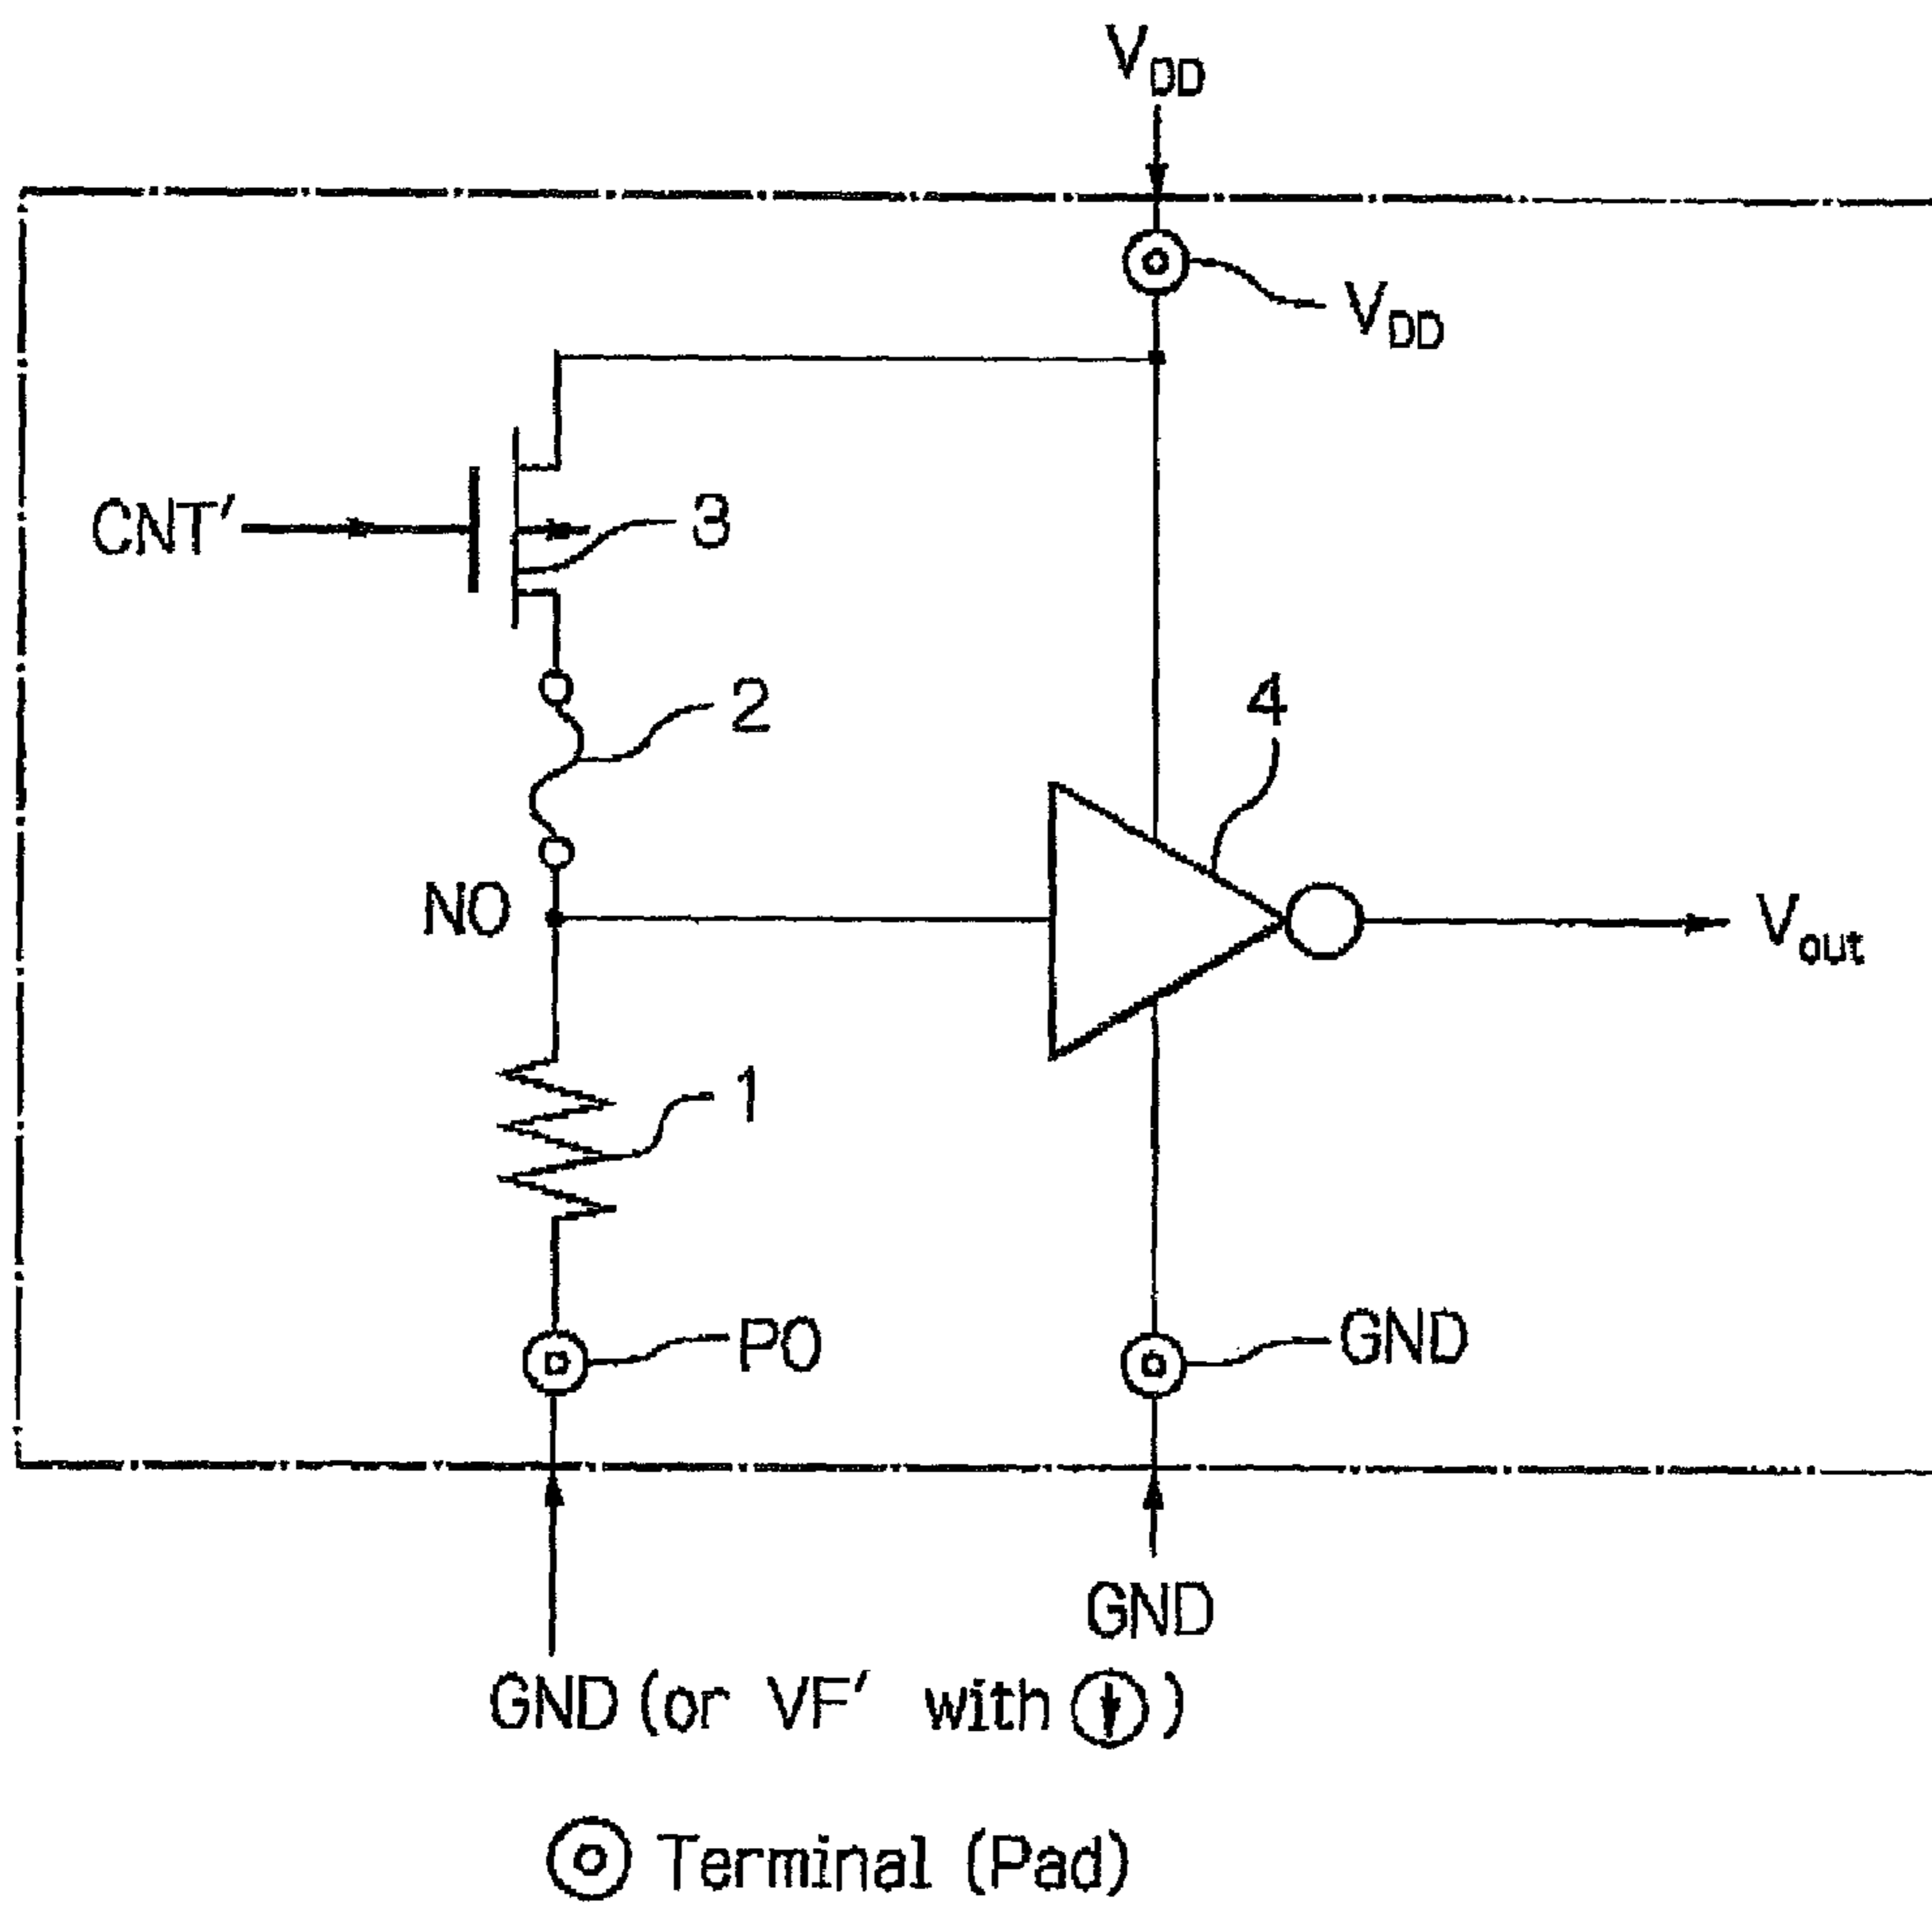 VDD
VDD
CNT'
3
2
4
NO
Vout
1
PO
GND
GND
GND (or VF' with )
Terminal (Pad)